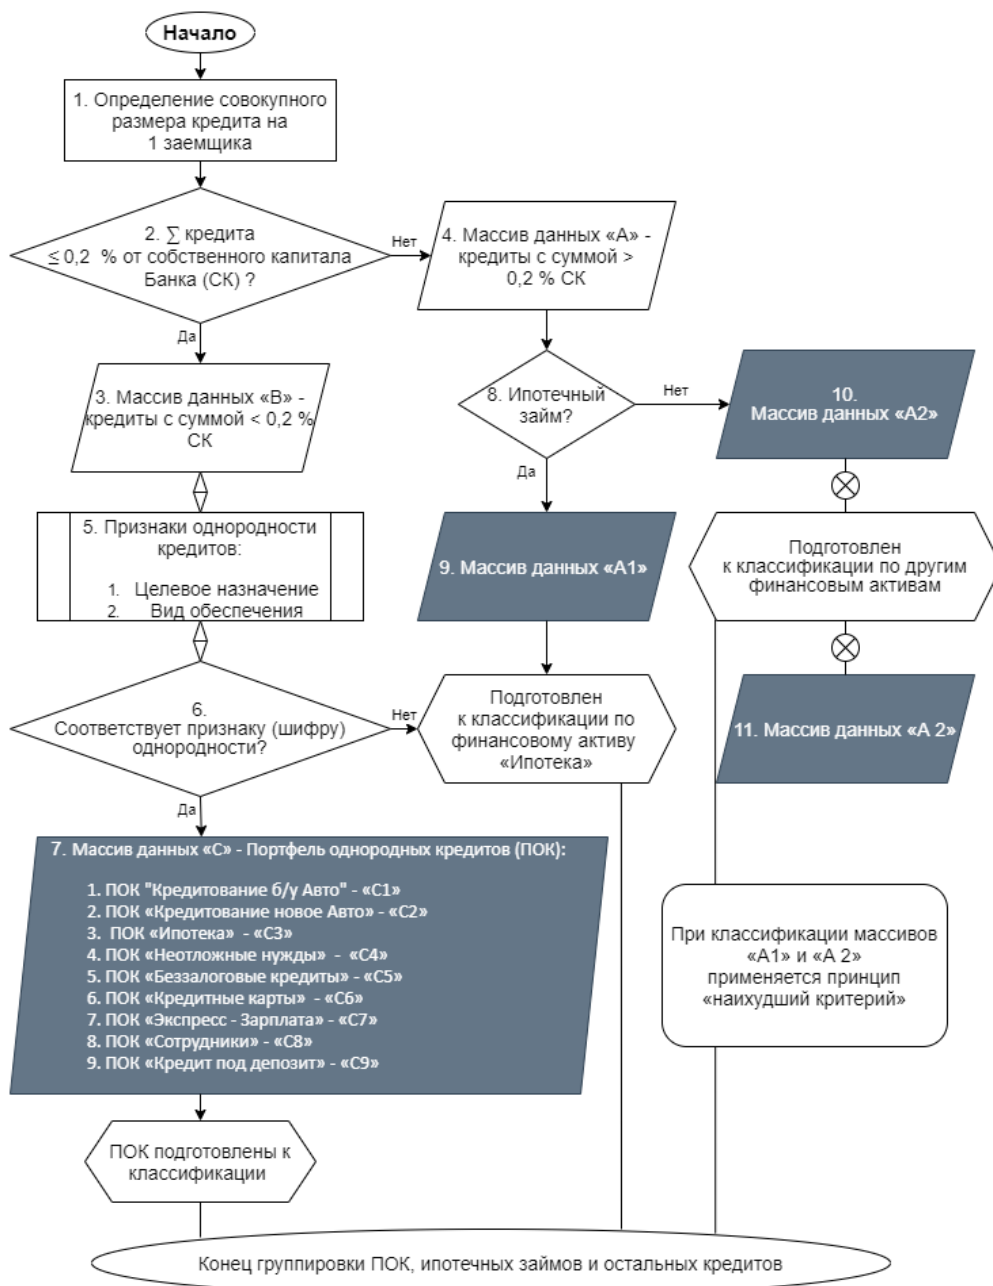 Начало
1. Определение совокупного
размера кредита на
1 заемщика
2. ∑ кредита
≤ 0,2 % от собственного капитала
Банка (СК) ?
Нет
4. Массив данных «А» -
кредиты с суммой >
0,2 % СК
Да
3. Массив данных «В» -
кредиты с суммой < 0,2 %
СК
8. Ипотечный
займ?
Нет
10.
Массив данных «А2»
Да
5. Признаки однородности
кредитов:
1. Целевое назначение
2. Вид обеспечения
9. Массив данных «А1»
Подготовлен
к классификации по другим
финансовым активам
6.
Соответствует признаку (шифру)
однородности?
Нет
Подготовлен
к классификации по
финансовому активу
«Ипотека»
11. Массив данных «А 2»
Да
7. Массив данных «С» - Портфель однородных кредитов (ПОК):
1. ПОК "Кредитование б/у Авто" - «С1»
2. ПОК «Кредитование новое Авто» - «С2»
3. ПОК «Ипотека» - «С3»
4. ПОК «Неотложные нужды» - «С4»
5. ПОК «Беззалоговые кредиты» - «С5»
6. ПОК «Кредитные карты» - «С6»
7. ПОК «Экспресс - Зарплата» - «С7»
8. ПОК «Сотрудники» - «С8»
9. ПОК «Кредит под депозит» - «С9»
При классификации массивов
«А1» и «А 2»
применяется принцип
«наихудший критерий»
ПОК подготовлены к
классификации
Конец группировки ПОК, ипотечных займов и остальных кредитов